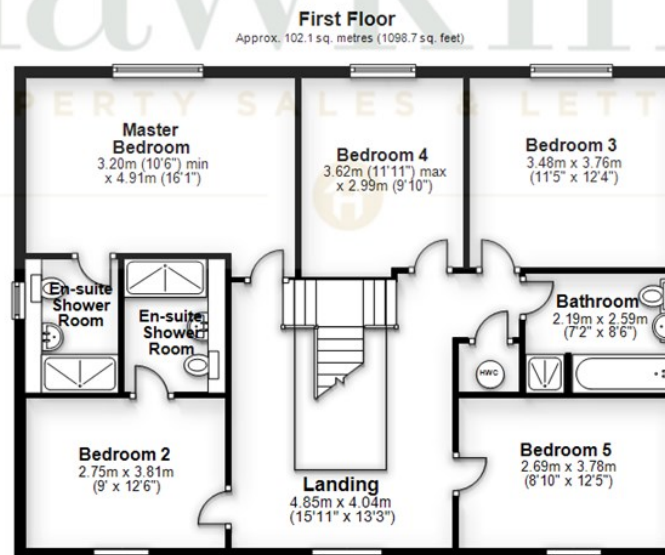 First Floor
Approx. 102.1 sq. metres (1098.7 sq. feet)
PERTY SALES & LETT
Master
Bedroom
3.20m (10'6") min
x 4.91m (16'1")
Bedroom 4
3.62m (11'11") max
x 2.99m (9'10")
Bedroom 3
3.48m x 3.76m
(11'5" x 12'4")
En-suite
Shower
Room
En-suite
Shower
Room
Bathroom
2.19m x 2.59m
(7'2" x 8'6")
HWC
Bedroom 2
2.75m x 3.81m
(9' x 12'6")
Landing
4.85m x 4.04m
(15'11" x 13'3")
Bedroom 5
2.69m x 3.78m
(8'10" x 12'5")